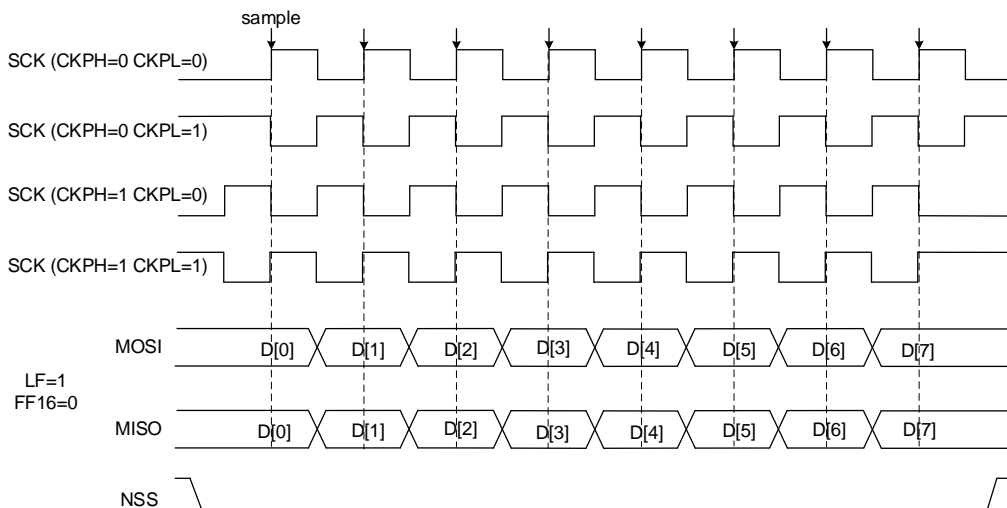 sample
SCK (CKPH=0 CKPL=0)
SCK (CKPH=0 CKPL=1)
SCK (CKPH=1 CKPL=0)
SCK (CKPH=1 CKPL=1)
MOSI D[0] D[1] D[2] D[3] D[4] D[5] D[6] D[7]
LF=1
FF16=0
MISO D[0] D[1] D[2] D[3] D[4] D[5] D[6] D[7]
NSS